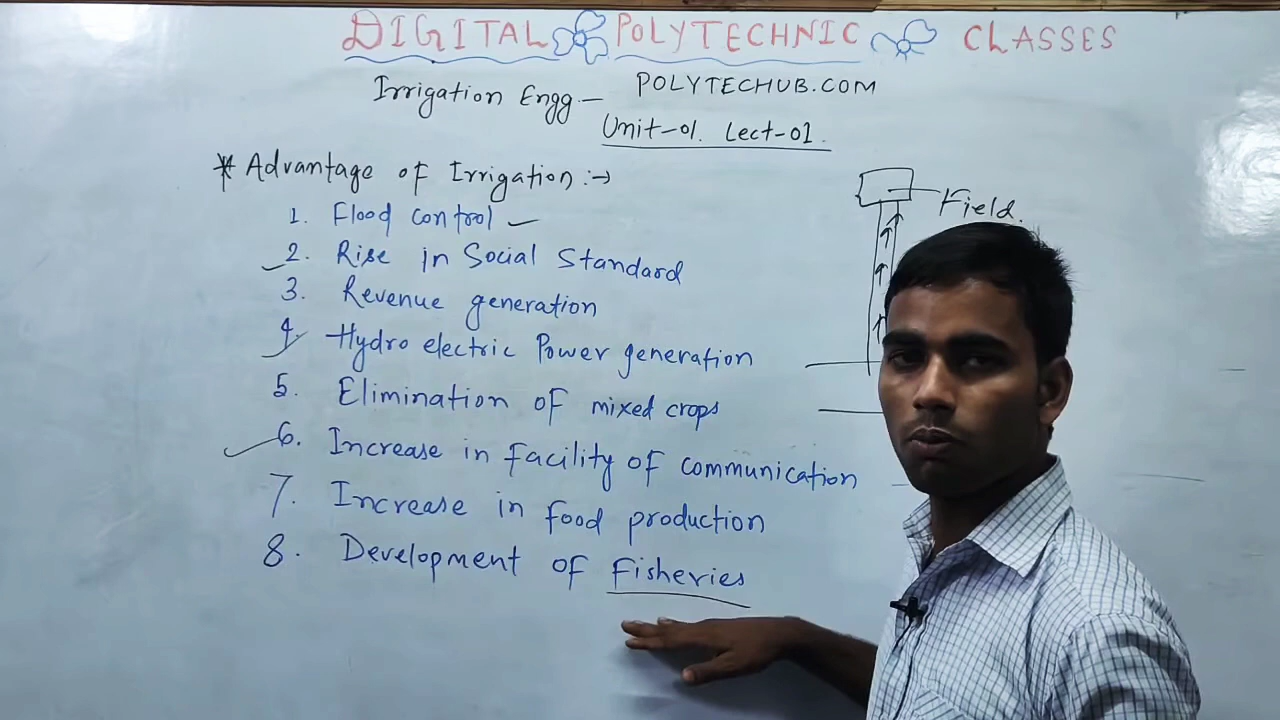 DIGITAL POLYTECHNIC CLASSES
Irrigation Engg.— POLYTECHUB.COM
Unit-01. Lect-01.
* Advantage of Irrigation :→
1. Flood control
2. Rise in Social Standard
3. Revenue generation
4. Hydro electric Power generation
5. Elimination of mixed crops
6. Increase in facility of communication
7. Increase in food production
8. Development of Fisheries
Field.